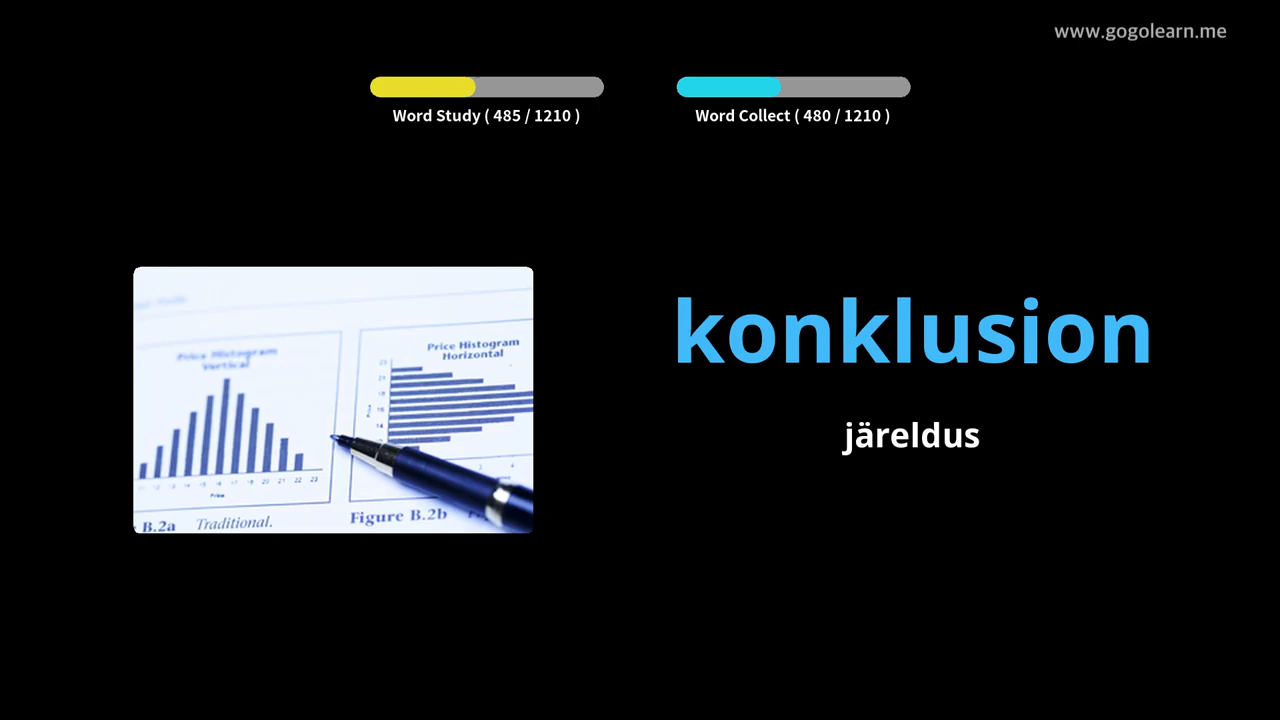 www.gogolearn.me
Word Study ( 485 / 1210 )
Word Collect ( 480 / 1210 )
konklusion
järeldus
Price Histogram
Vertical
Price Histogram
Horizontal
Price
B.2a Traditional.
Figure B.2b